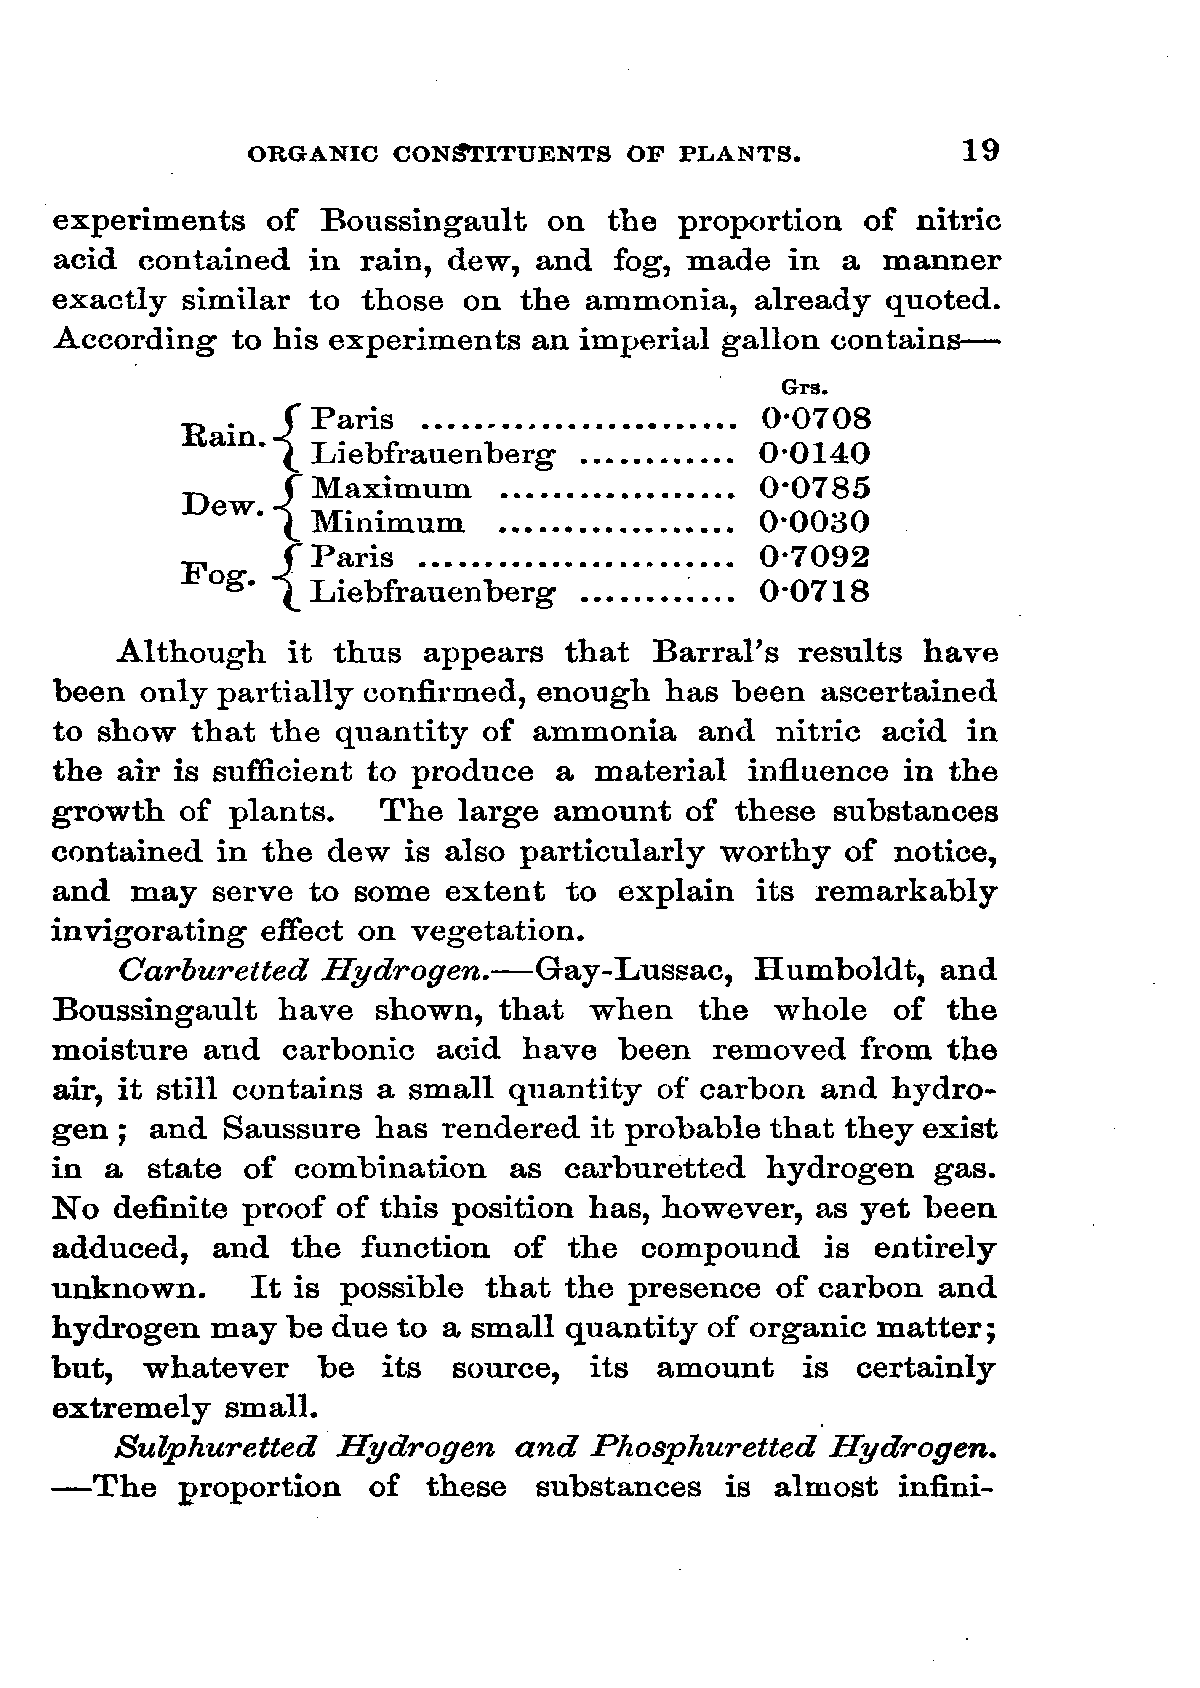 ORGANIC CONSTITUENTS OF PLANTS. 19
experiments of Boussingault on the proportion of nitric
acid contained in rain, dew, and fog, made in a manner
exactly similar to those on the ammonia, already quoted.
According to his experiments an imperial gallon contains—
Grs.
Rain. { Paris ........................ 0·0708
Liebfrauenberg ............ 0·0140
Dew. { Maximum .................. 0·0785
Minimum .................. 0·0030
Fog. { Paris ........................ 0·7092
Liebfrauenberg ............ 0·0718
Although it thus appears that Barral's results have
been only partially confirmed, enough has been ascertained
to show that the quantity of ammonia and nitric acid in
the air is sufficient to produce a material influence in the
growth of plants. The large amount of these substances
contained in the dew is also particularly worthy of notice,
and may serve to some extent to explain its remarkably
invigorating effect on vegetation.
Carburetted Hydrogen.—Gay-Lussac, Humboldt, and
Boussingault have shown, that when the whole of the
moisture and carbonic acid have been removed from the
air, it still contains a small quantity of carbon and hydro-
gen; and Saussure has rendered it probable that they exist
in a state of combination as carburetted hydrogen gas.
No definite proof of this position has, however, as yet been
adduced, and the function of the compound is entirely
unknown. It is possible that the presence of carbon and
hydrogen may be due to a small quantity of organic matter;
but, whatever be its source, its amount is certainly
extremely small.
Sulphuretted Hydrogen and Phosphuretted Hydrogen.
—The proportion of these substances is almost infini-